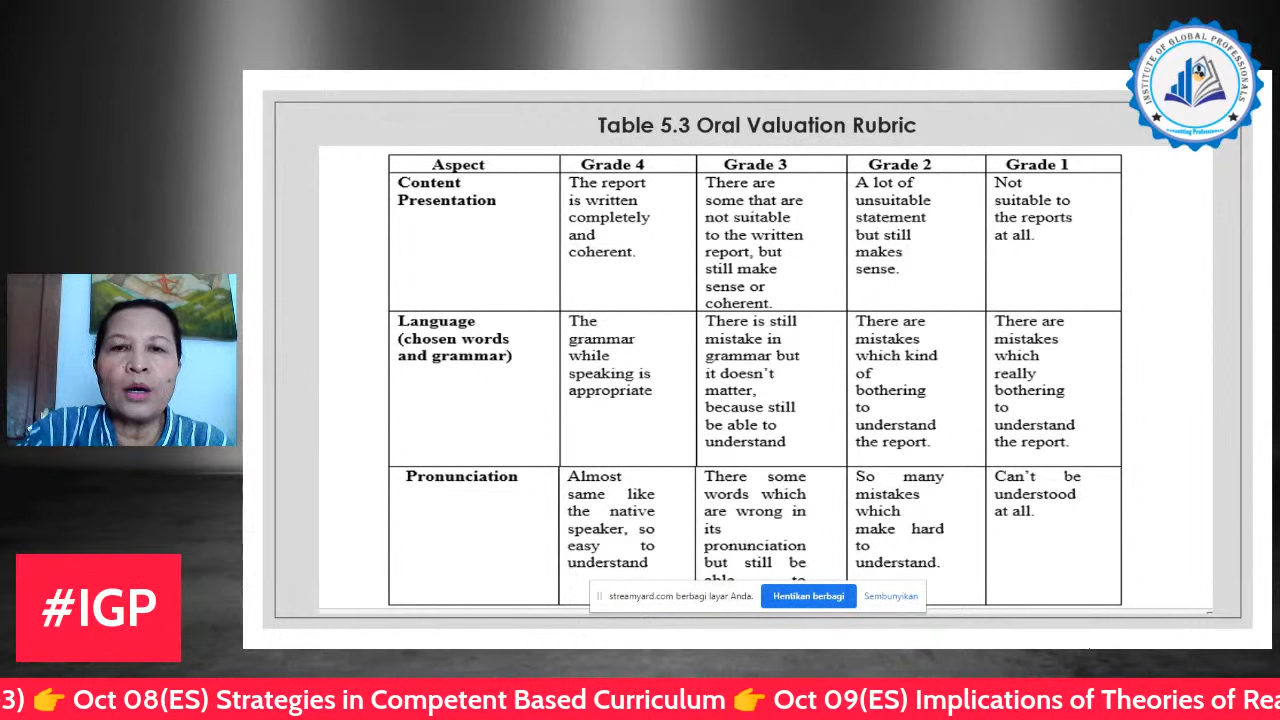 INSTITUTE OF GLOBAL PROFESSIONALS
Table 5.3 Oral Valuation Rubric
Aspect
Grade 4
Grade 3
Grade 2
Grade 1
Content
Presentation
The report
is written
completely
and
coherent.
There are
some that are
not suitable
to the written
report, but
still make
sense or
coherent.
A lot of
unsuitable
statement
but still
makes
sense.
Not
suitable to
the reports
at all.
Language
(chosen words
and grammar)
The
grammar
while
speaking is
appropriate
There is still
mistake in
grammar but
it doesn't
matter,
because still
be able to
understand
There are
mistakes
which kind
of
bothering
to
understand
the report.
There are
mistakes
which
really
bothering
to
understand
the report.
Pronunciation
Almost
same like
the native
speaker, so
easy to
understand
There some
words which
are wrong in
its
pronunciation
but still be
able to
So many
mistakes
which
make hard
to
understand.
Can't be
understood
at all.
streamyard.com berbagi layar Anda.
Hentikan berbagi
Sembunyikan
#IGP
3) 👉 Oct 08(ES) Strategies in Competent Based Curriculum 👉 Oct 09(ES) Implications of Theories of Rea